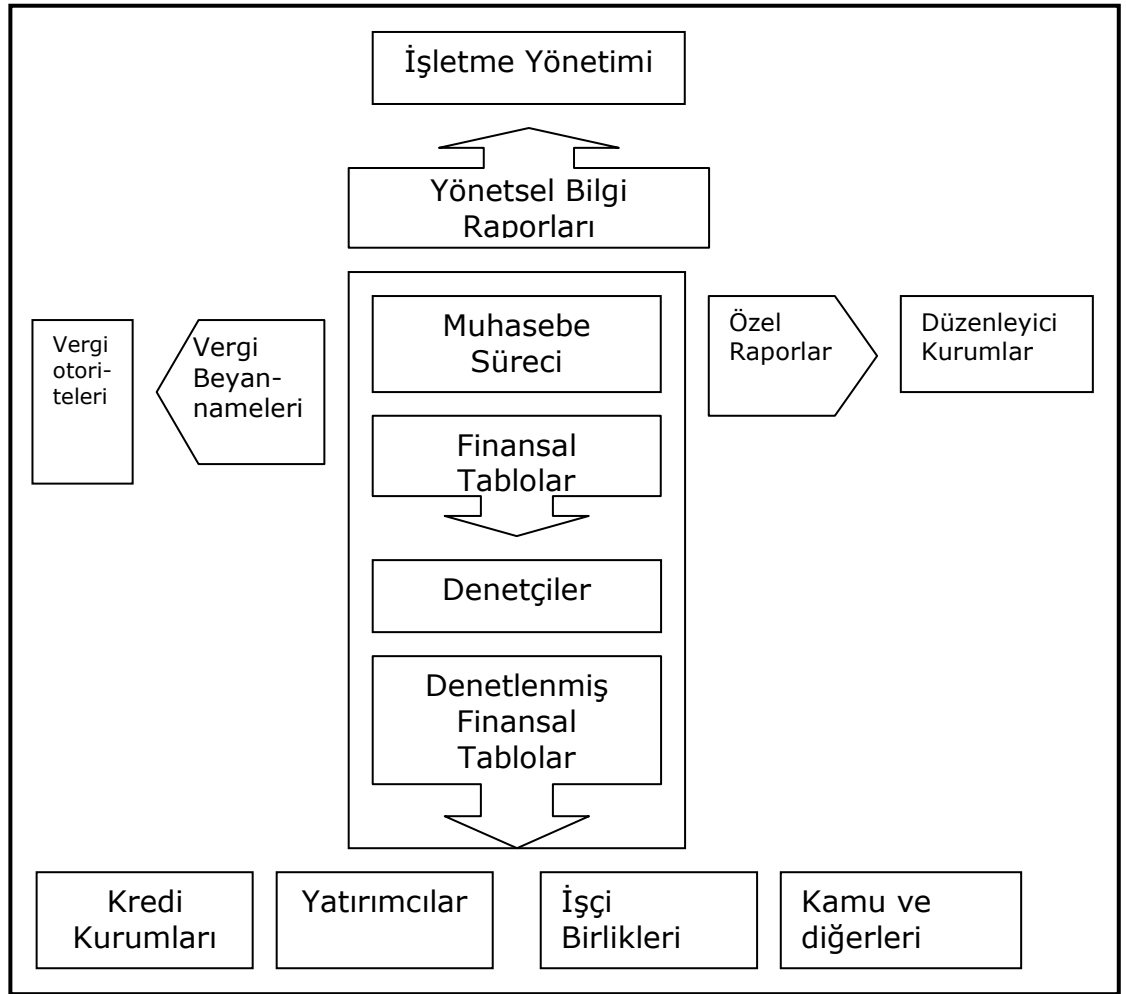 İşletme Yönetimi
Yönetsel Bilgi
Raporları
Muhasebe
Süreci
Özel
Raporlar
Düzenleyici
Kurumlar
Vergi
otori-
teleri
Vergi
Beyan-
nameleri
Finansal
Tablolar
Denetçiler
Denetlenmiş
Finansal
Tablolar
Kredi
Kurumları
Yatırımcılar
İşçi
Birlikleri
Kamu ve
diğerleri